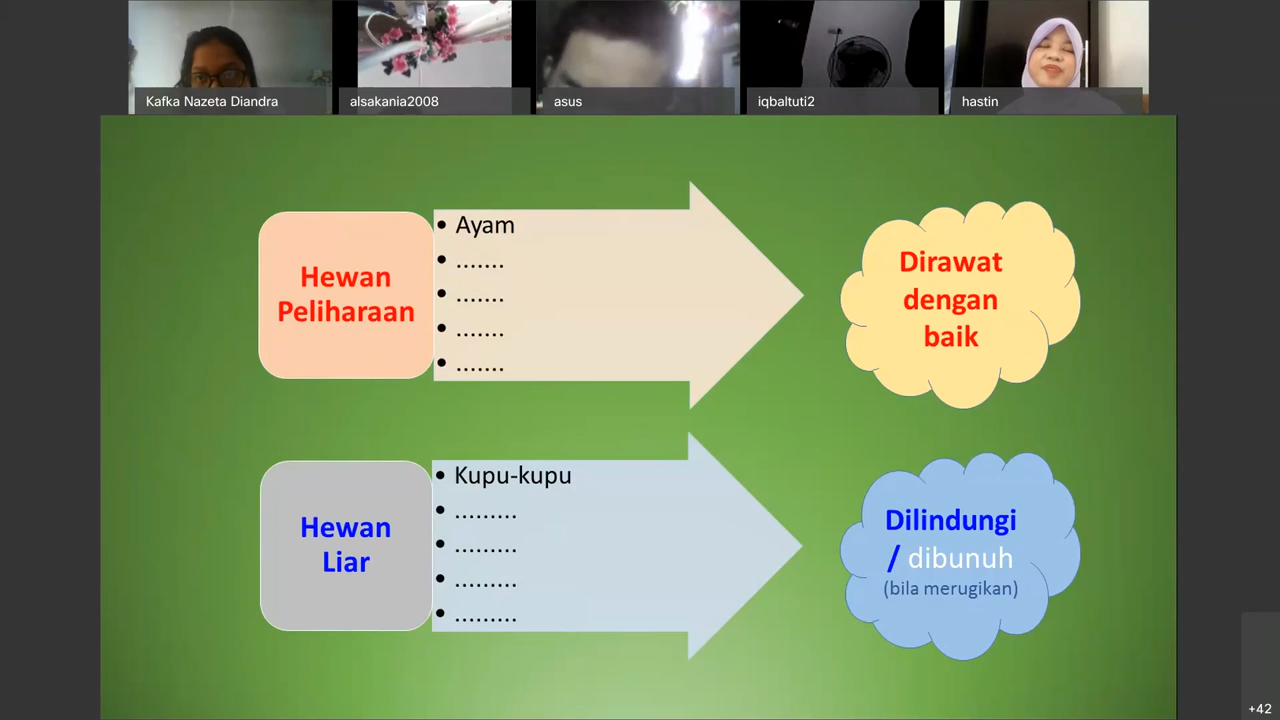 Kafka Nazeta Diandra
alsakania2008
asus
iqbaltuti2
hastin
Hewan
Peliharaan
• Ayam
• .......
• .......
• .......
• .......
Dirawat
dengan
baik
Hewan
Liar
• Kupu-kupu
• .........
• .........
• .........
• .........
Dilindungi
/ dibunuh
(bila merugikan)
+42